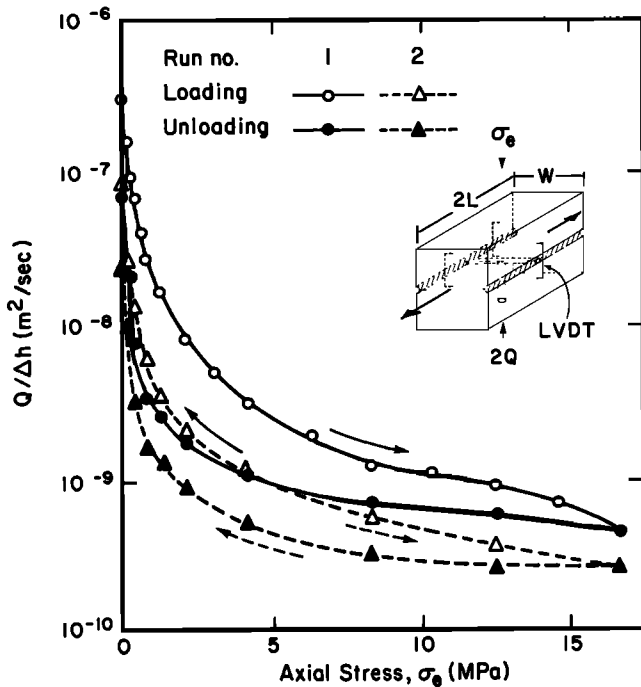 10⁻⁶
Run no. 1 2
Loading
Unloading
σe
W
2L
10⁻⁷
LVDT
2Q
10⁻⁸
Q/Δh (m²/sec)
10⁻⁹
10⁻¹⁰
0 5 10 15
Axial Stress, σe (MPa)